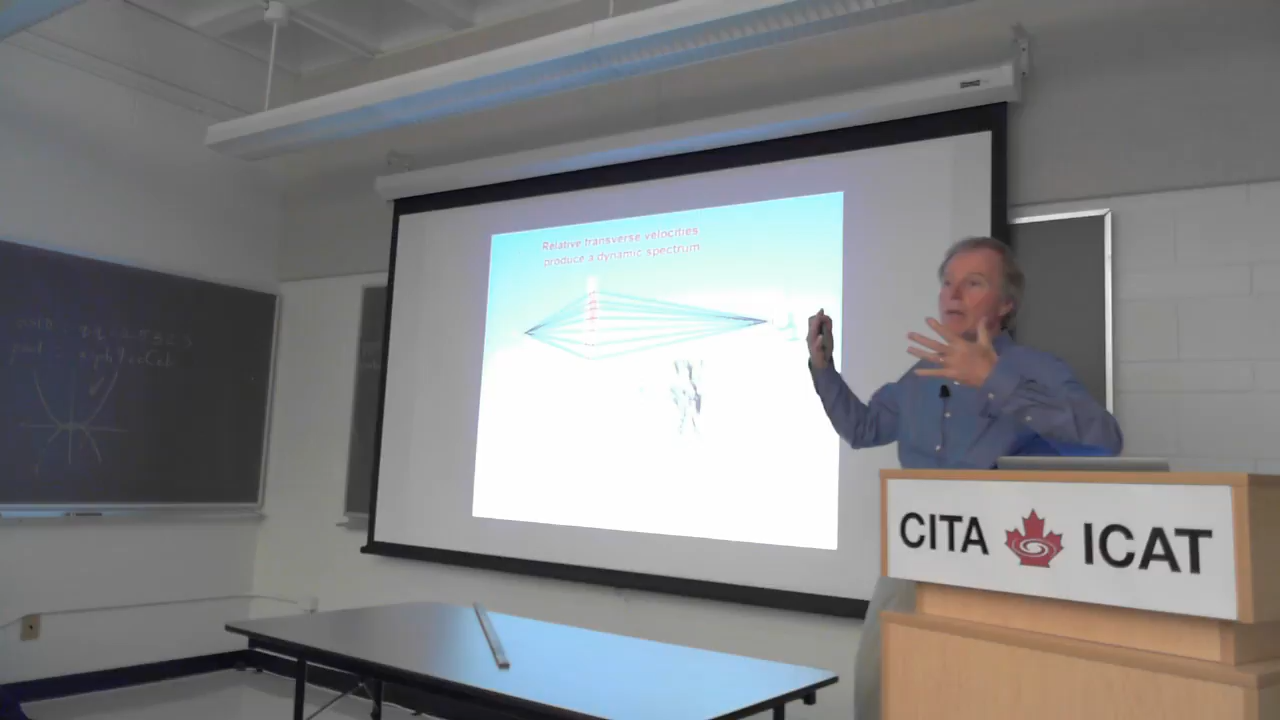 Relative transverse velocities
produce a dynamic spectrum
CITA ICAT